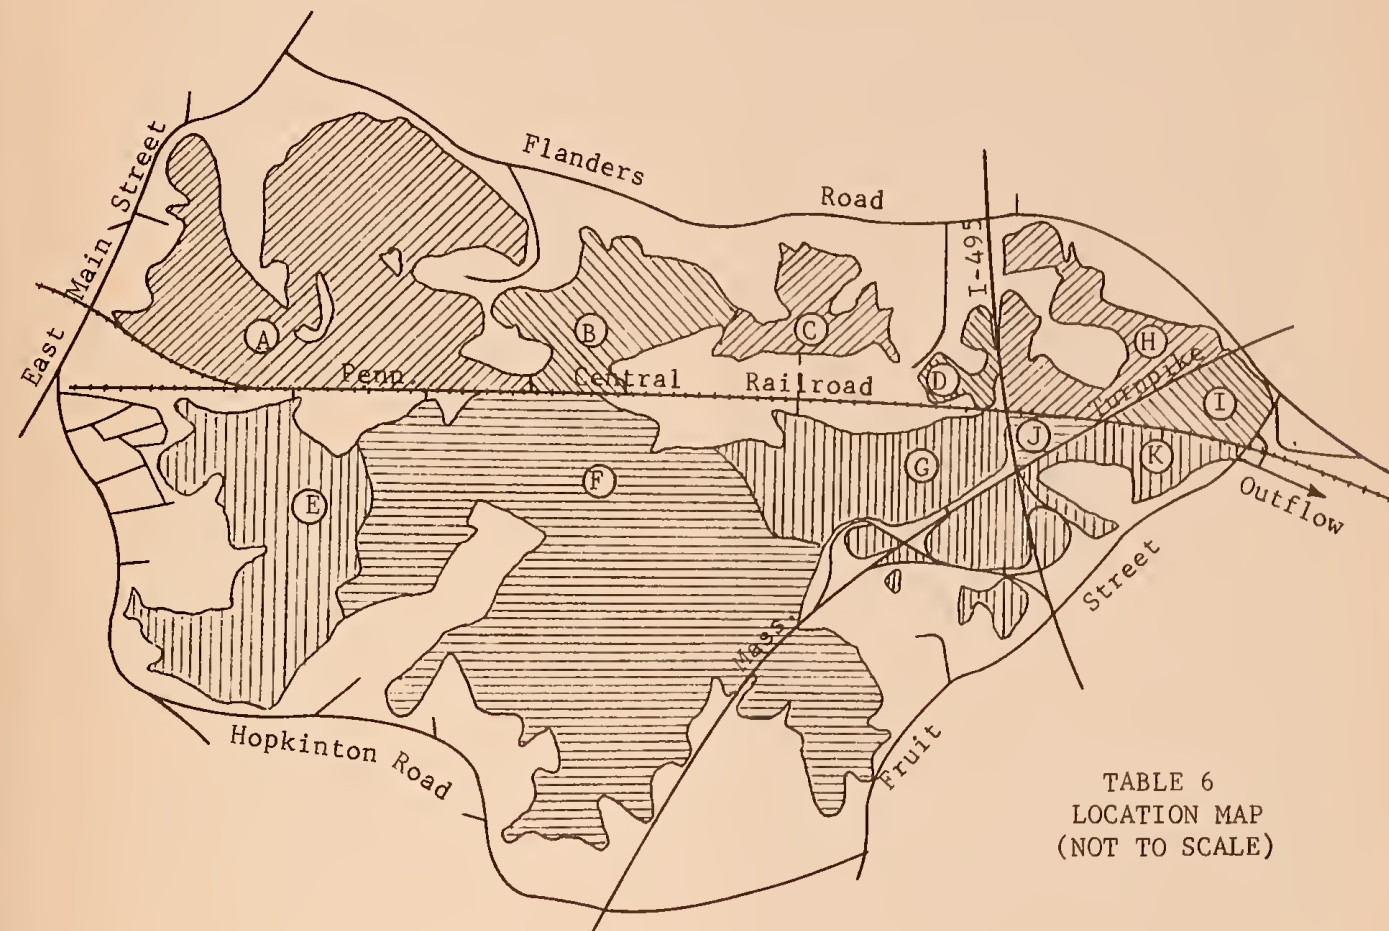 Flanders
Road
East Main Street
I-495
A
B
C
D
H
Turnpike
I
Penn. Central Railroad
J
K
E
F
G
Outflow
Mass.
Street
Fruit
Hopkinton Road
TABLE 6
LOCATION MAP
(NOT TO SCALE)